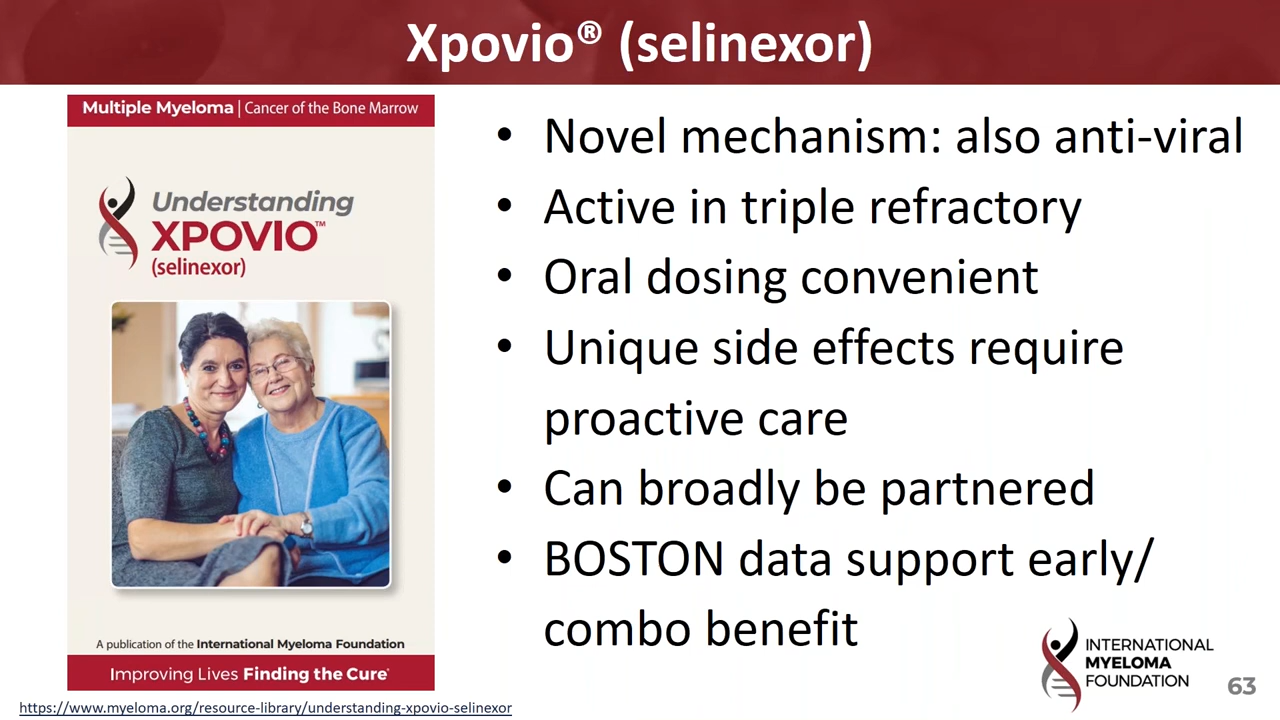 Xpovio® (selinexor)
Multiple Myeloma | Cancer of the Bone Marrow
Understanding
XPOVIO™
(selinexor)
A publication of the International Myeloma Foundation
Improving Lives Finding the Cure®
https://www.myeloma.org/resource-library/understanding-xpovio-selinexor
• Novel mechanism: also anti-viral
• Active in triple refractory
• Oral dosing convenient
• Unique side effects require
proactive care
• Can broadly be partnered
• BOSTON data support early/
combo benefit
INTERNATIONAL
MYELOMA
FOUNDATION
63